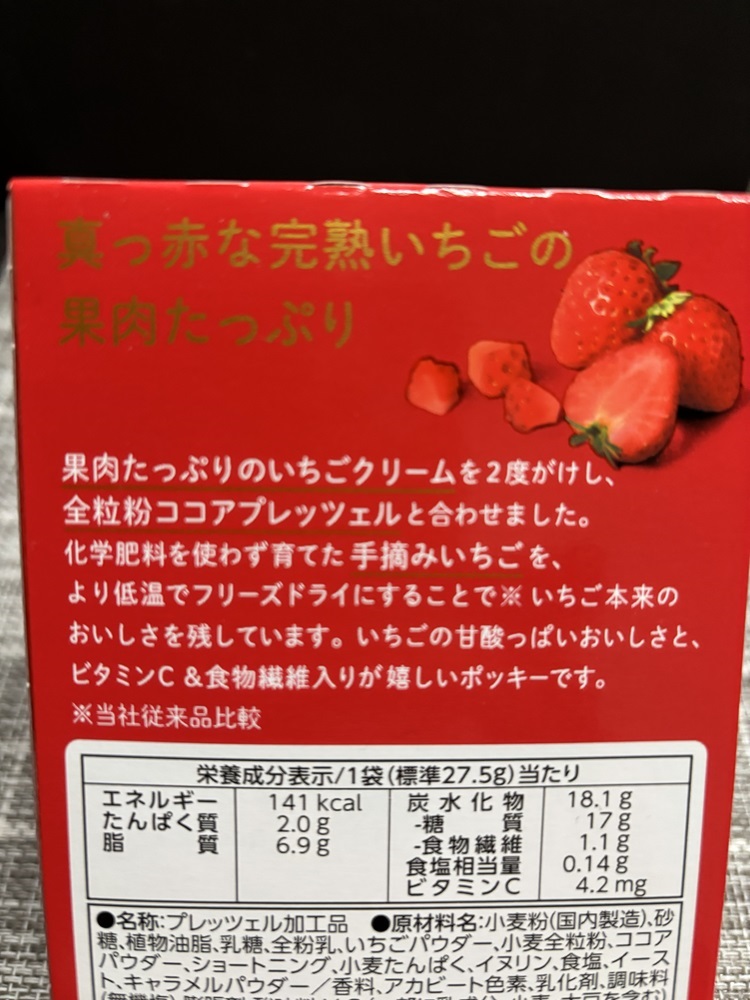 真っ赤な完熟いちごの
果肉たっぷり
果肉たっぷりのいちごクリームを2度がけし、
全粒粉ココアプレッツェルと合わせました。
化学肥料を使わず育てた手摘みいちごを、
より低温でフリーズドライにすることで※いちご本来の
おいしさを残しています。いちごの甘酸っぱいおいしさと、
ビタミンC&食物繊維入りが嬉しいポッキーです。
※当社従来品比較
栄養成分表示/1袋(標準27.5g)当たり
エネルギー 141 kcal 炭水化物 18.1g
たんぱく質 2.0g -糖質 17g
脂質 6.9g -食物繊維 1.1g
食塩相当量 0.14g
ビタミンC 4.2mg
●名称:プレッツェル加工品 ●原材料名:小麦粉(国内製造)、砂
糖、植物油脂、乳糖、全粉乳、いちごパウダー、小麦全粒粉、ココア
パウダー、ショートニング、小麦たんぱく、イヌリン、食塩、イース
ト、キャラメルパウダー/香料、アカビート色素、乳化剤、調味料